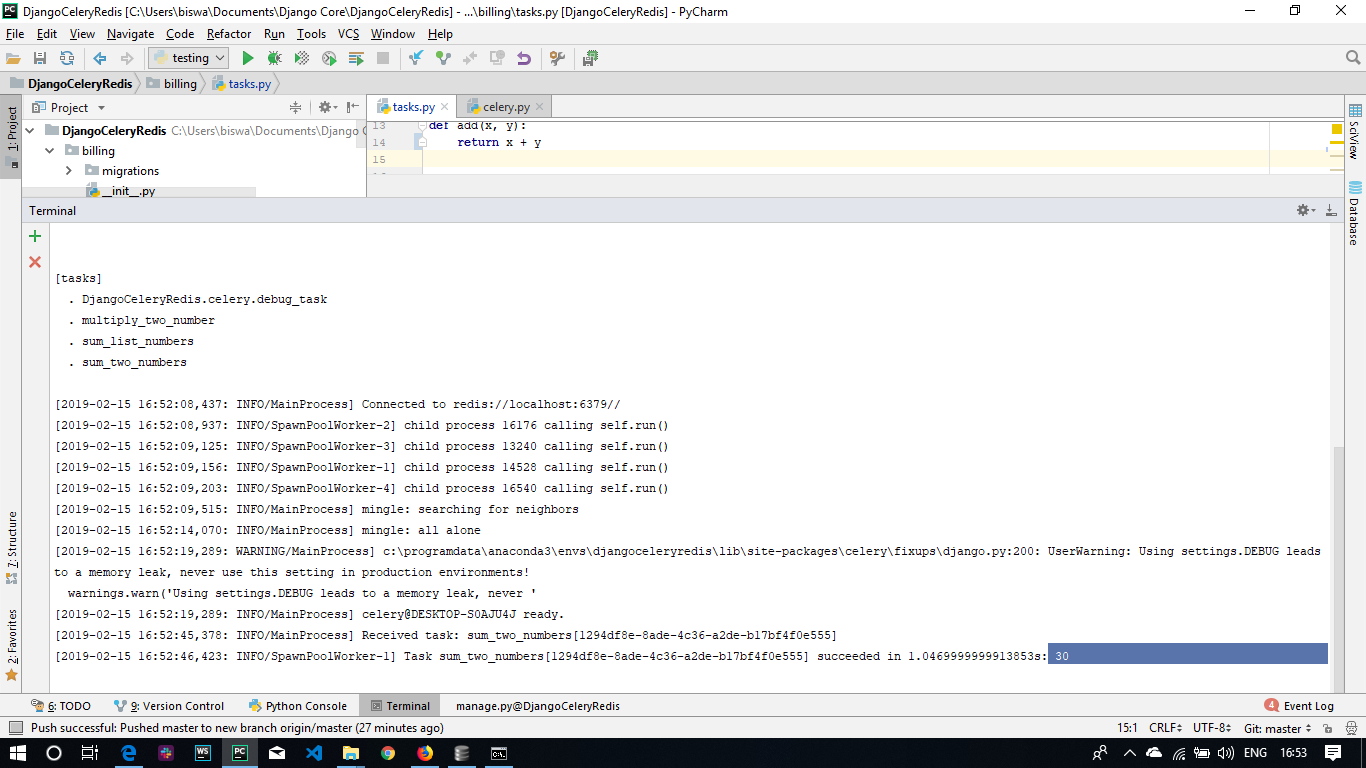 DjangoCeleryRedis [C:\Users\biswa\Documents\Django Core\DjangoCeleryRedis] - ...\billing\tasks.py [DjangoCeleryRedis] - PyCharm
File Edit View Navigate Code Refactor Run Tools VCS Window Help
testing
DjangoCeleryRedis billing tasks.py
1: Project
Project
tasks.py celery.py
DjangoCeleryRedis C:\Users\biswa\Documents\Django C
billing
migrations
__init__.py
13 def add(x, y):
14 return x + y
15
SciView
Database
Terminal
[tasks]
. DjangoCeleryRedis.celery.debug_task
. multiply_two_number
. sum_list_numbers
. sum_two_numbers
[2019-02-15 16:52:08,437: INFO/MainProcess] Connected to redis://localhost:6379//
[2019-02-15 16:52:08,937: INFO/SpawnPoolWorker-2] child process 16176 calling self.run()
[2019-02-15 16:52:09,125: INFO/SpawnPoolWorker-3] child process 13240 calling self.run()
[2019-02-15 16:52:09,156: INFO/SpawnPoolWorker-1] child process 14528 calling self.run()
[2019-02-15 16:52:09,203: INFO/SpawnPoolWorker-4] child process 16540 calling self.run()
[2019-02-15 16:52:09,515: INFO/MainProcess] mingle: searching for neighbors
[2019-02-15 16:52:14,070: INFO/MainProcess] mingle: all alone
[2019-02-15 16:52:19,289: WARNING/MainProcess] c:\programdata\anaconda3\envs\djangoceleryredis\lib\site-packages\celery\fixups\django.py:200: UserWarning: Using settings.DEBUG leads
to a memory leak, never use this setting in production environments!
warnings.warn('Using settings.DEBUG leads to a memory leak, never '
[2019-02-15 16:52:19,289: INFO/MainProcess] celery@DESKTOP-S0AJU4J ready.
[2019-02-15 16:52:45,378: INFO/MainProcess] Received task: sum_two_numbers[1294df8e-8ade-4c36-a2de-b17bf4f0e555]
[2019-02-15 16:52:46,423: INFO/SpawnPoolWorker-1] Task sum_two_numbers[1294df8e-8ade-4c36-a2de-b17bf4f0e555] succeeded in 1.0469999999913853s: 30
7: Structure
2: Favorites
6: TODO 9: Version Control Python Console Terminal manage.py@DjangoCeleryRedis 4 Event Log
Push successful: Pushed master to new branch origin/master (27 minutes ago) 15:1 CRLF UTF-8 Git: master
WS PC ENG 16:53